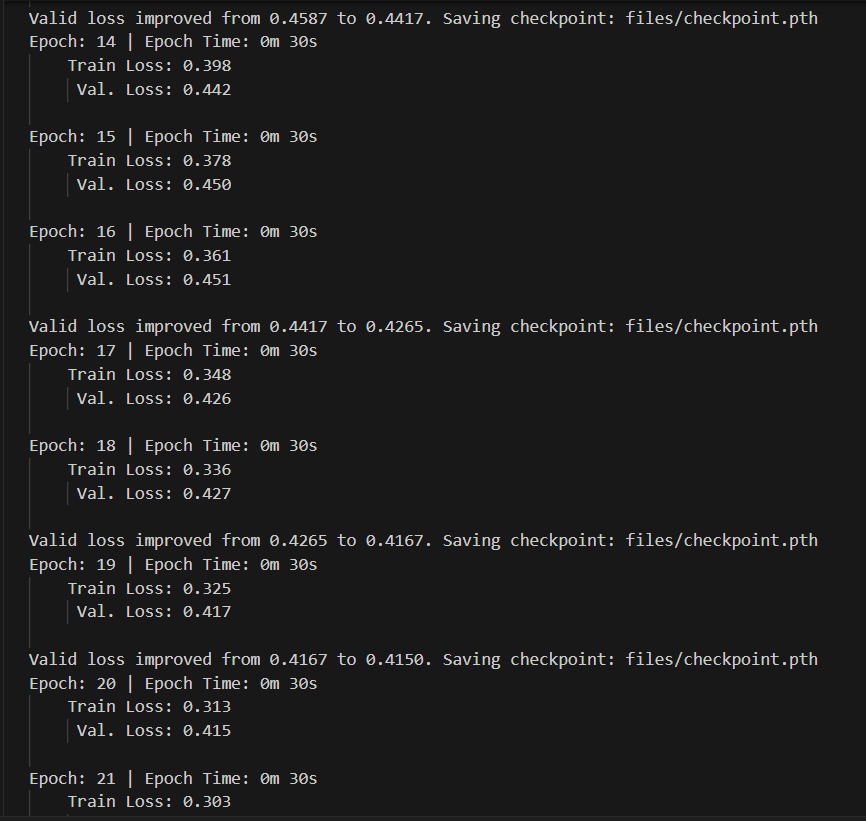 Valid loss improved from 0.4587 to 0.4417. Saving checkpoint: files/checkpoint.pth
Epoch: 14 | Epoch Time: 0m 30s
Train Loss: 0.398
Val. Loss: 0.442
Epoch: 15 | Epoch Time: 0m 30s
Train Loss: 0.378
Val. Loss: 0.450
Epoch: 16 | Epoch Time: 0m 30s
Train Loss: 0.361
Val. Loss: 0.451
Valid loss improved from 0.4417 to 0.4265. Saving checkpoint: files/checkpoint.pth
Epoch: 17 | Epoch Time: 0m 30s
Train Loss: 0.348
Val. Loss: 0.426
Epoch: 18 | Epoch Time: 0m 30s
Train Loss: 0.336
Val. Loss: 0.427
Valid loss improved from 0.4265 to 0.4167. Saving checkpoint: files/checkpoint.pth
Epoch: 19 | Epoch Time: 0m 30s
Train Loss: 0.325
Val. Loss: 0.417
Valid loss improved from 0.4167 to 0.4150. Saving checkpoint: files/checkpoint.pth
Epoch: 20 | Epoch Time: 0m 30s
Train Loss: 0.313
Val. Loss: 0.415
Epoch: 21 | Epoch Time: 0m 30s
Train Loss: 0.303